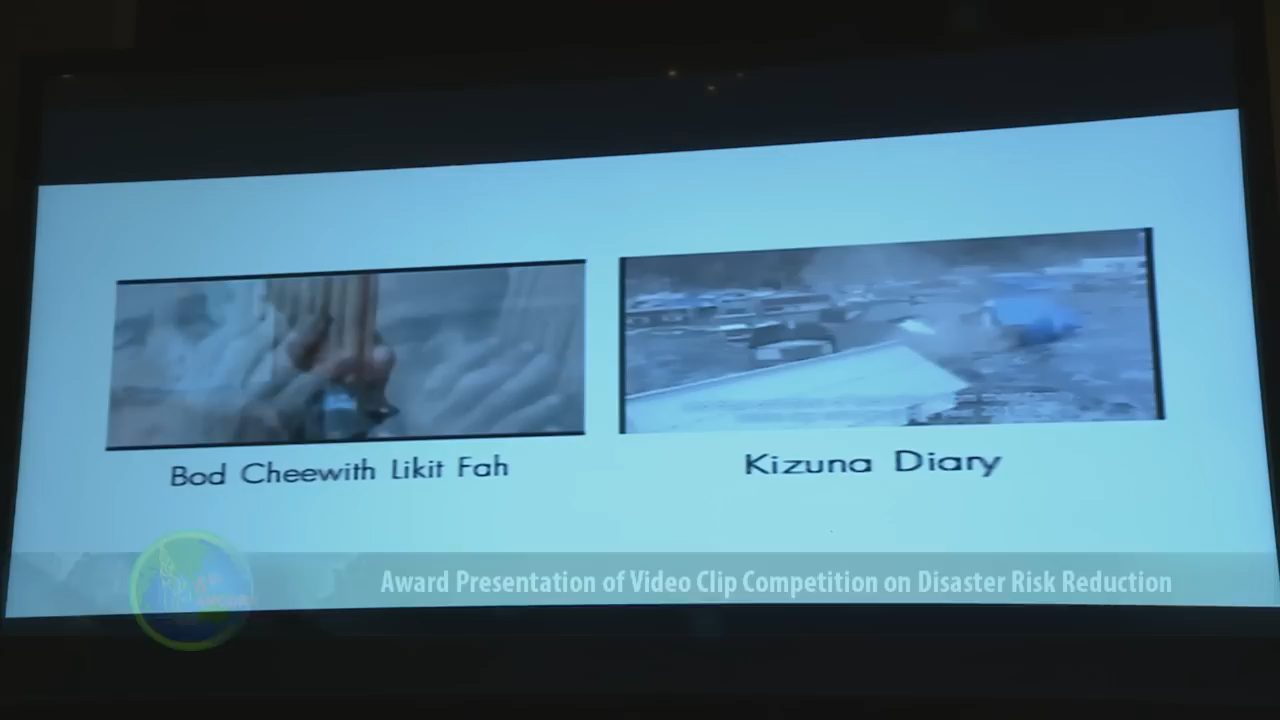 Bod Cheewith Likit Fah
Kizuna Diary
Award Presentation of Video Clip Competition on Disaster Risk Reduction